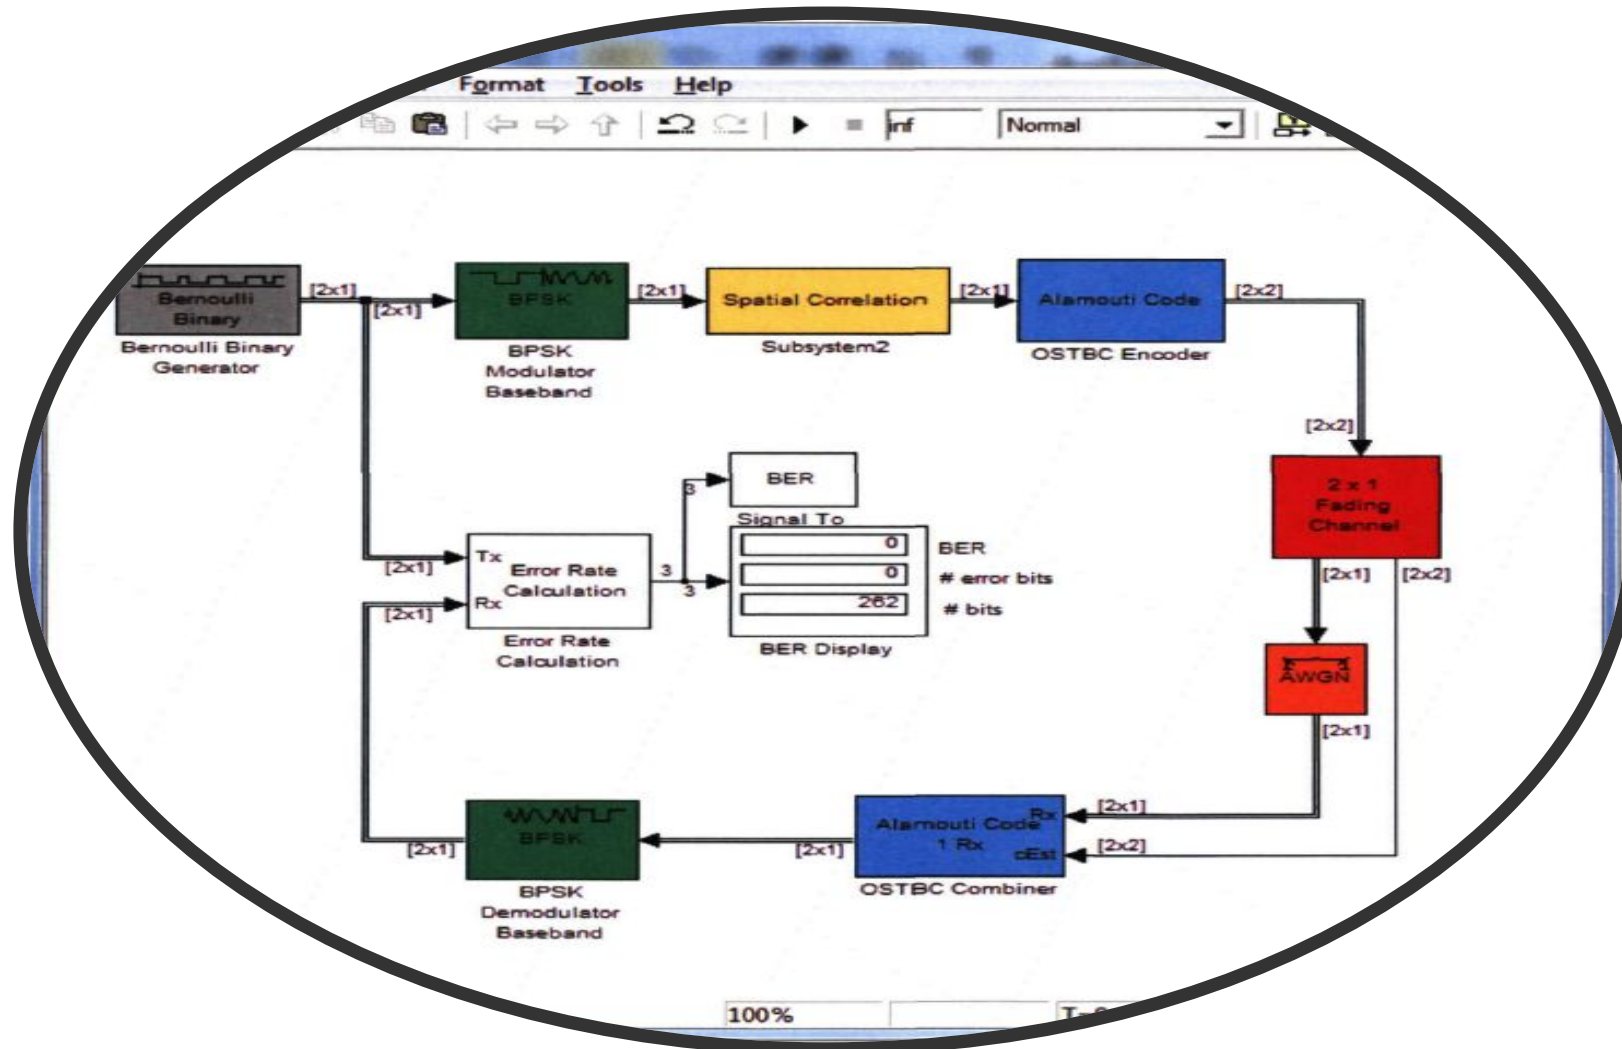 Format Tools Help
inf Normal
Bernoulli
Binary
Bernoulli Binary
Generator
[2x1]
[2x1]
BPSK
BPSK
Modulator
Baseband
[2x1]
Spatial Correlation
Subsystem2
[2x1]
Alamouti Code
OSTBC Encoder
[2x2]
[2x2]
2 x 1
Fading
Channel
[2x1] [2x2]
AWGN
[2x1]
BER
Signal To
3
0 BER
0 # error bits
262 # bits
BER Display
[2x1]
Tx
Error Rate
Calculation
Rx
[2x1]
3
3
Error Rate
Calculation
[2x1]
[2x2]
Rx
Alamouti Code
1 Rx
cEst
OSTBC Combiner
[2x1]
BPSK
BPSK
Demodulator
Baseband
[2x1]
100%